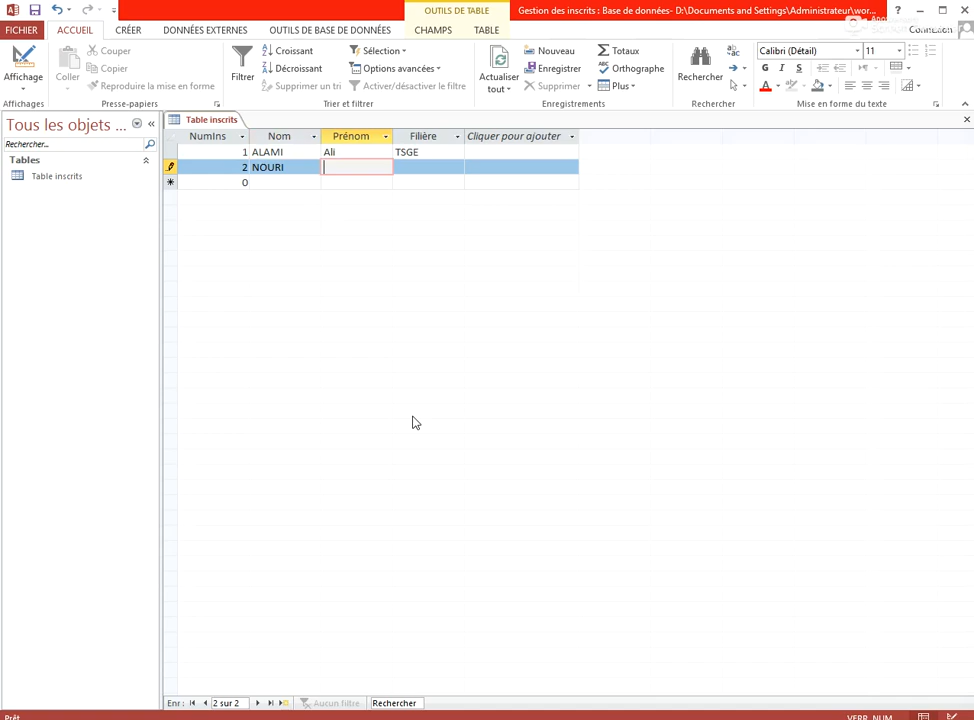 OUTILS DE TABLE
Gestion des inscrits : Base de données- D:\Documents and Settings\Administrateur\wor...
?
FICHIER ACCUEIL CRÉER DONNÉES EXTERNES OUTILS DE BASE DE DONNÉES CHAMPS TABLE
Affichage
Affichages
Coller
Couper
Copier
Reproduire la mise en forme
Presse-papiers
Filtrer
Croissant
Décroissant
Supprimer un tri
Sélection
Options avancées
Activer/désactiver le filtre
Trier et filtrer
Actualiser
tout
Nouveau
Enregistrer
Supprimer
Totaux
Orthographe
Plus
Enregistrements
Rechercher
Rechercher
Calibri (Détail) 11
G I S
A
Mise en forme du texte
Tous les objets ...
Rechercher...
Tables
Table inscrits
Table inscrits
NumIns Nom Prénom Filière Cliquer pour ajouter
1 ALAMI Ali TSGE
2 NOURI
0
Enr : 2 sur 2 Aucun filtre Rechercher
Prêt
VERR. NUM